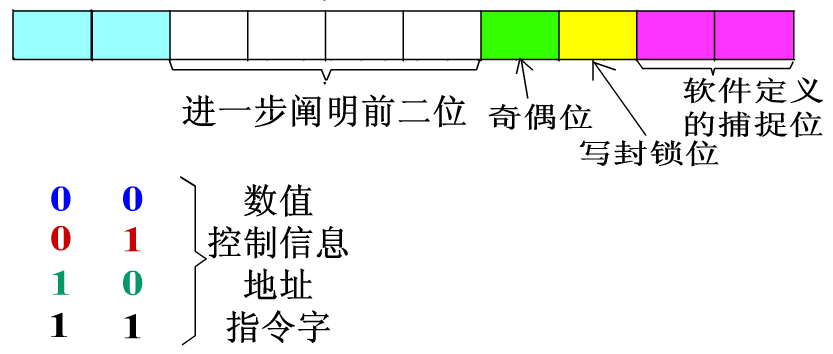 进一步阐明前二位
奇偶位
写封锁位
软件定义
的捕捉位
0 0 数值
0 1 控制信息
1 0 地址
1 1 指令字